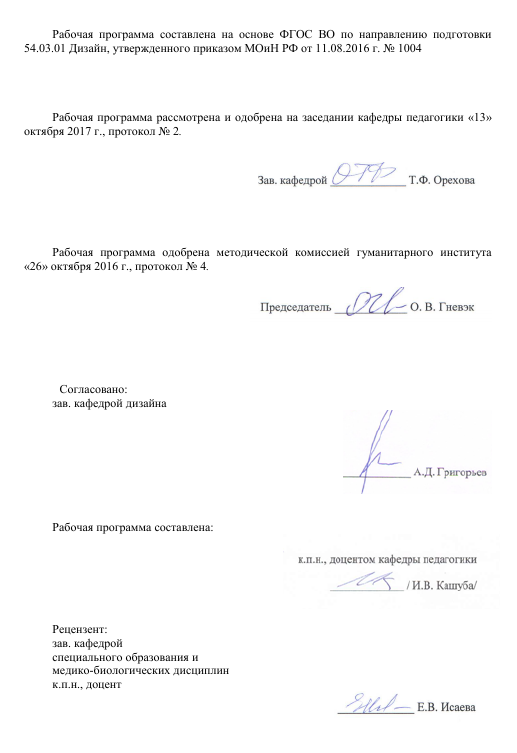 Рабочая программа составлена на основе ФГОС ВО по направлению подготовки
54.03.01 Дизайн, утвержденного приказом МОиН РФ от 11.08.2016 г. № 1004
Рабочая программа рассмотрена и одобрена на заседании кафедры педагогики «13»
октября 2017 г., протокол № 2.
Зав. кафедрой ____________ Т.Ф. Орехова
Рабочая программа одобрена методической комиссией гуманитарного института
«26» октября 2016 г., протокол № 4.
Председатель ____________ О. В. Гневэк
Согласовано:
зав. кафедрой дизайна
____________ А.Д. Григорьев
Рабочая программа составлена:
к.п.н., доцентом кафедры педагогики
____________ / И.В. Кашуба/
Рецензент:
зав. кафедрой
специального образования и
медико-биологических дисциплин
к.п.н., доцент
____________ Е.В. Исаева